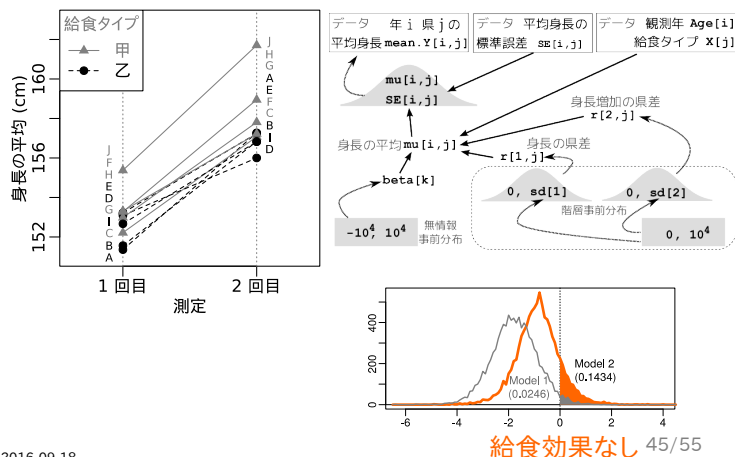 給食タイプ
甲
乙
身長の平均 (cm)
160
156
152
J
F
H
E
D
G
I
C
B
A
J
H
G
A
E
F
C
B
I
D
1 回目
2 回目
測定
データ 年 i 県 j の
平均身長 mean.Y[i,j]
データ 平均身長の
標準誤差 SE[i,j]
データ 観測年 Age[i]
給食タイプ X[j]
mu[i,j]
SE[i,j]
身長増加の県差
r[2,j]
身長の平均 mu[i,j]
身長の県差
r[1,j]
beta[k]
0, sd[1]
0, sd[2]
階層事前分布
-10⁴, 10⁴
無情報
事前分布
0, 10⁴
400
200
0
Model 1
(0.0246)
Model 2
(0.1434)
-6 -4 -2 0 2 4
給食効果なし 45/55
2016-09-18